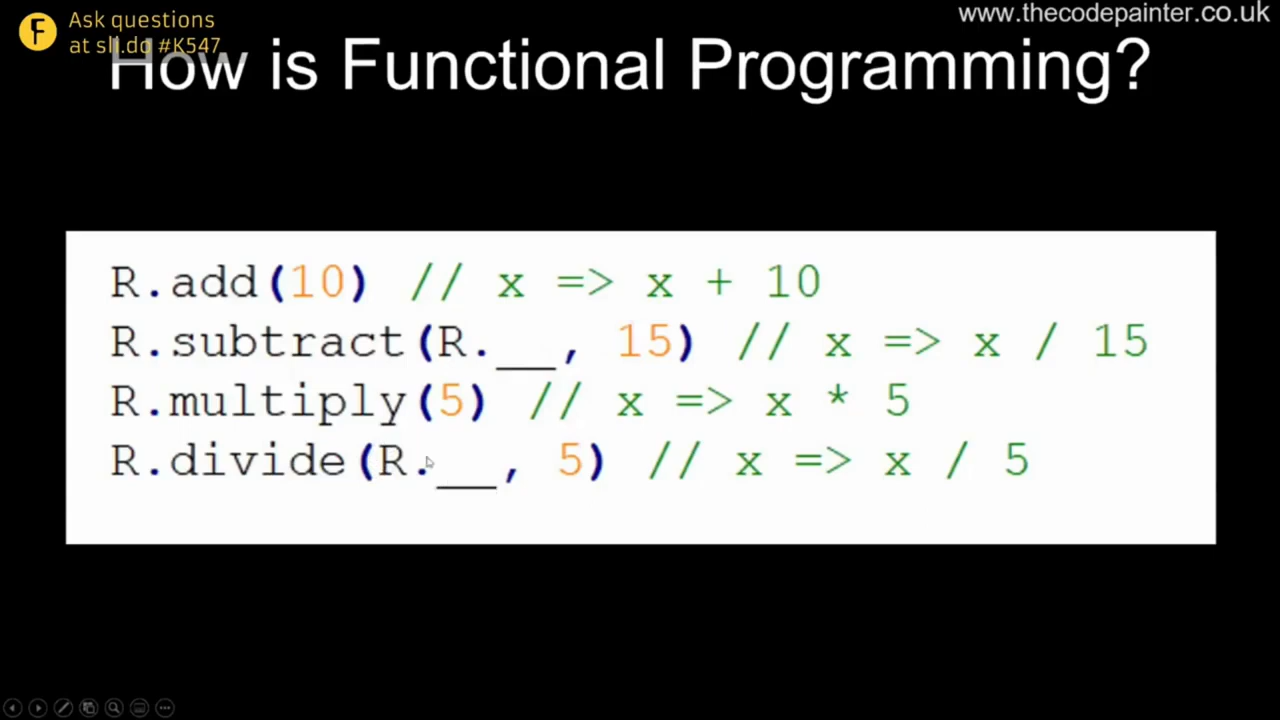 Ask questions
at sli.do #K547
www.thecodepainter.co.uk
How is Functional Programming?
R.add(10) // x => x + 10
R.subtract(R.__, 15) // x => x / 15
R.multiply(5) // x => x * 5
R.divide(R.__, 5) // x => x / 5